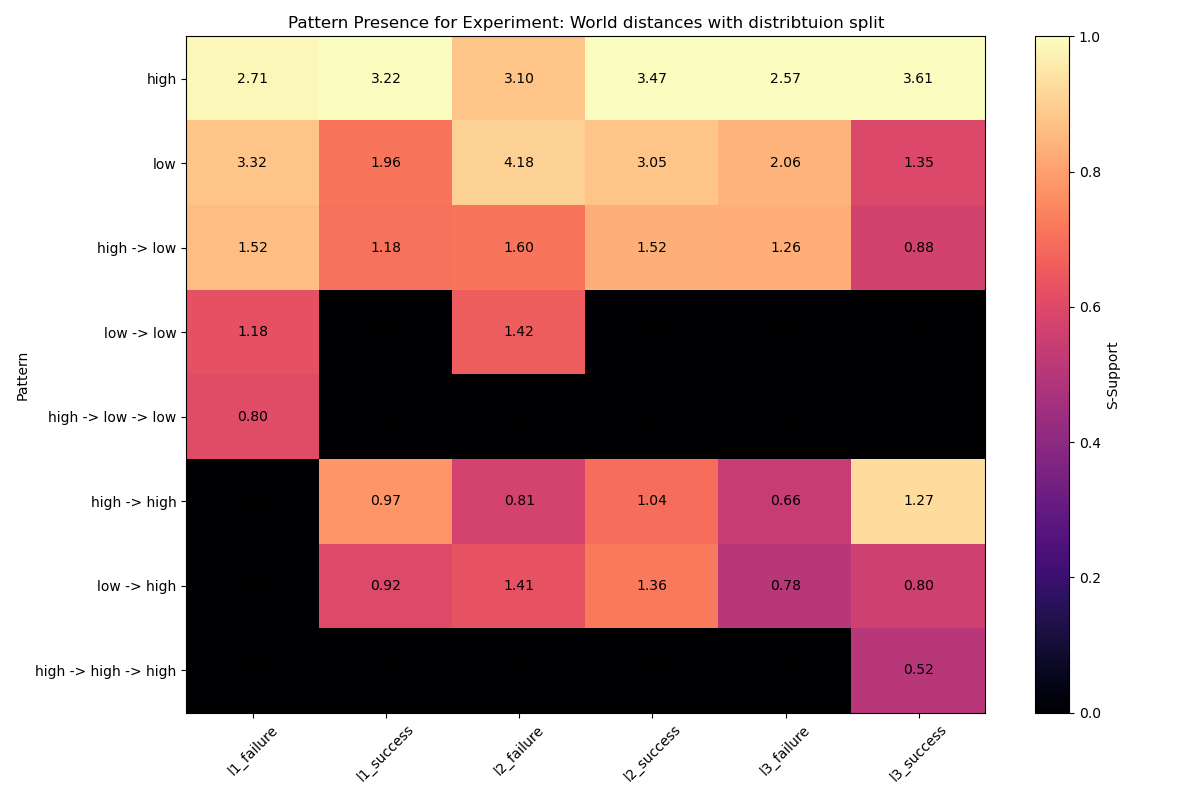 Pattern Presence for Experiment: World distances with distribtuion split
high
2.71 3.22 3.10 3.47 2.57 3.61
low
3.32 1.96 4.18 3.05 2.06 1.35
high -> low
1.52 1.18 1.60 1.52 1.26 0.88
low -> low
1.18 1.42
high -> low -> low
0.80
high -> high
0.97 0.81 1.04 0.66 1.27
low -> high
0.92 1.41 1.36 0.78 0.80
high -> high -> high
0.52
Pattern
l1_failure l1_success l2_failure l2_success l3_failure l3_success
1.0
0.8
0.6
0.4
0.2
0.0
S-Support